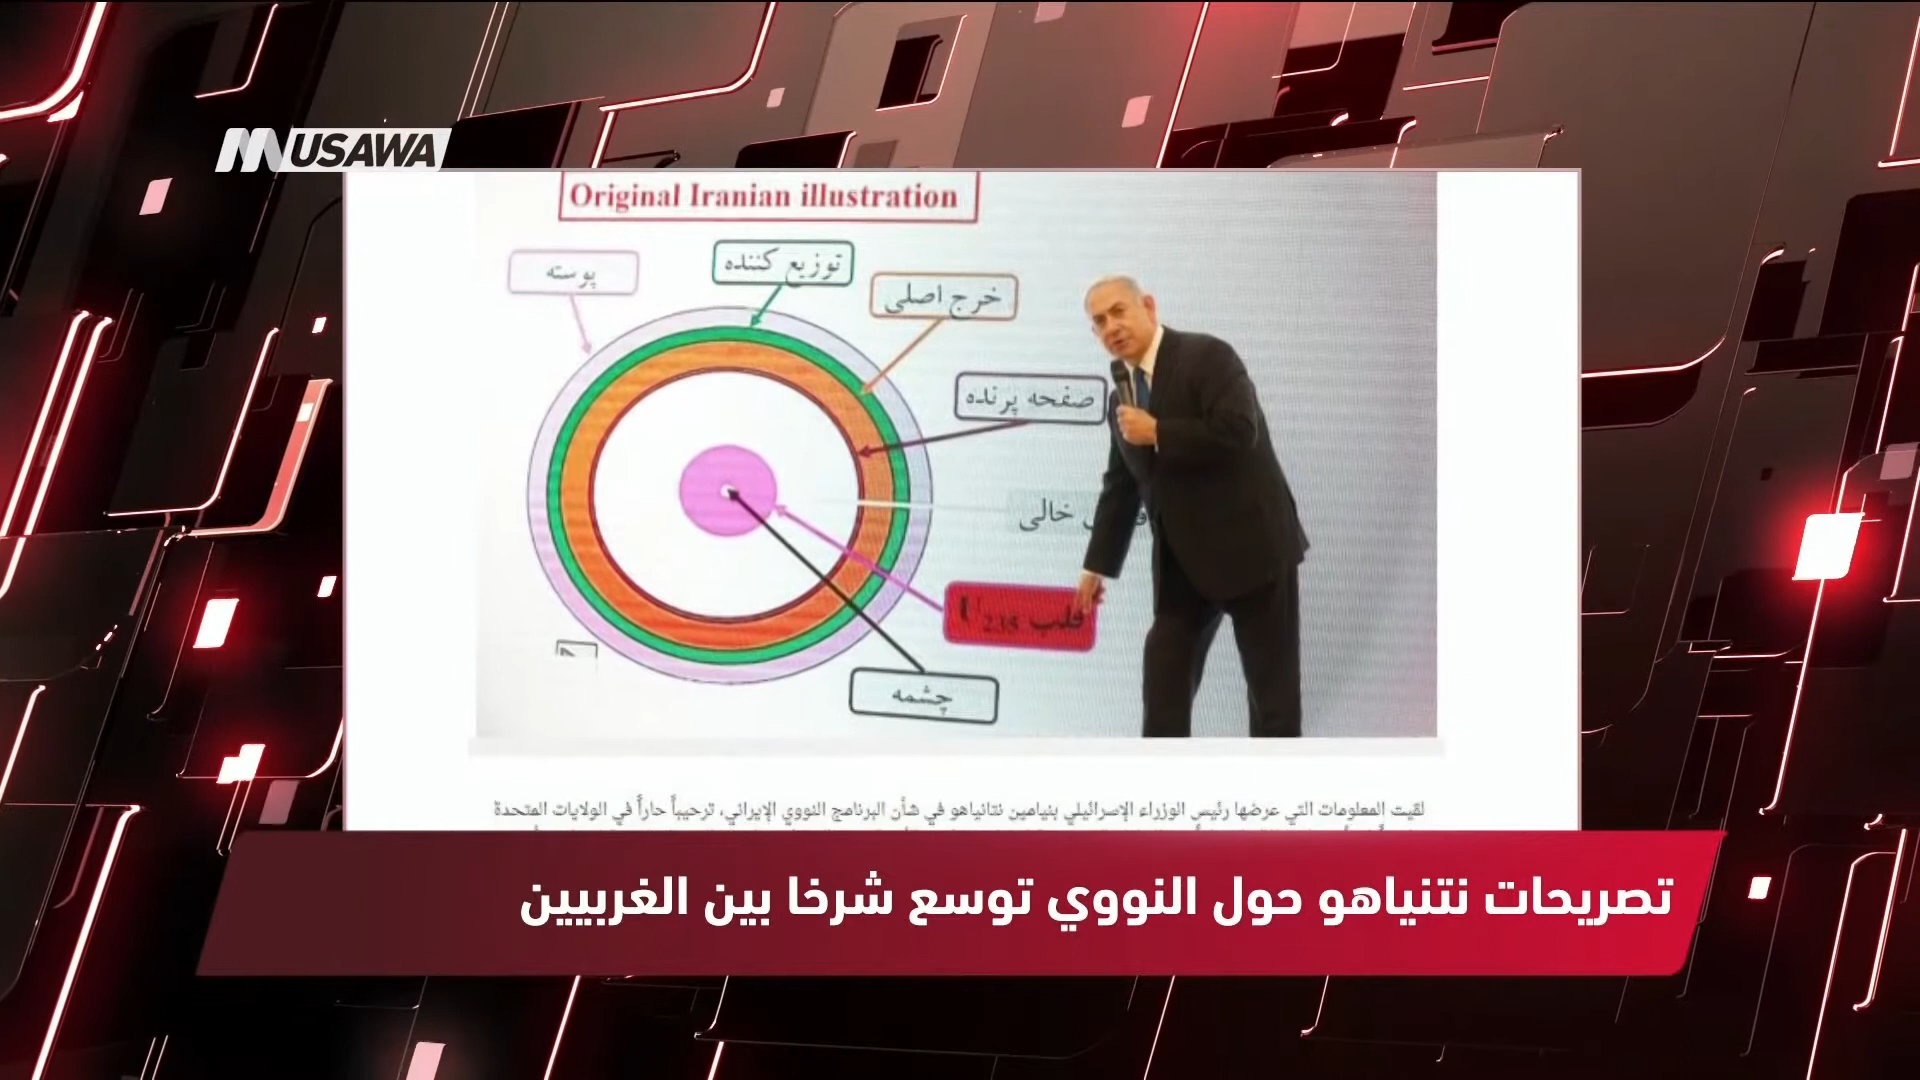 MUSAWA
Original Iranian illustration
پوسته
توزیع کننده
خرج اصلی
صفحه پرنده
خالی
قلب
235
چشمه
لقيت المعلومات التي عرضها رئيس الوزراء الإسرائيلي بنيامين نتانياهو في شأن البرنامج النووي الإيراني، ترحيباً حاراً في الولايات المتحدة
تصريحات نتنياهو حول النووي توسع شرخا بين الغربيين